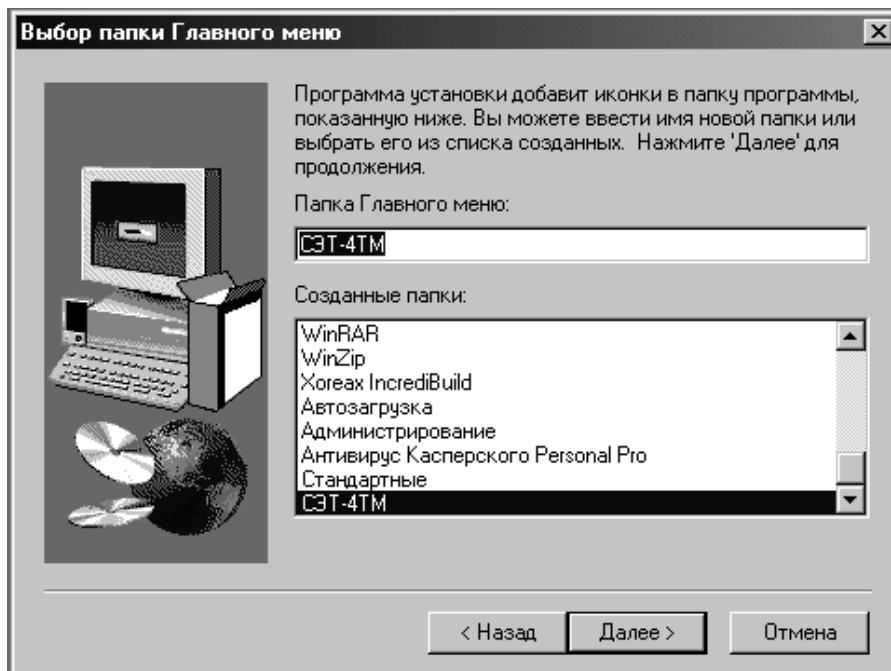 Выбор папки Главного меню
Программа установки добавит иконки в папку программы,
показанную ниже. Вы можете ввести имя новой папки или
выбрать его из списка созданных.  Нажмите 'Далее' для
продолжения.
Папка Главного меню:
СЭТ-4ТМ
Созданные папки:
WinRAR
WinZip
Xoreax IncrediBuild
Автозагрузка
Администрирование
Антивирус Касперского Personal Pro
Стандартные
СЭТ-4ТМ
< Назад
Далее >
Отмена